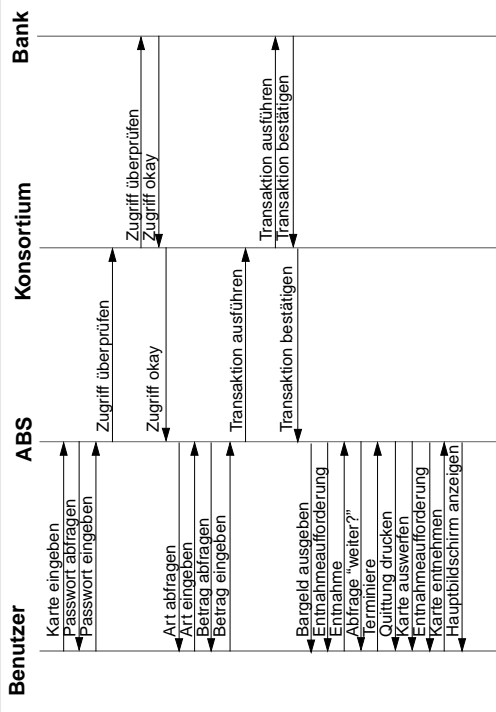 Benutzer
ABS
Konsortium
Bank
Karte eingeben
Passwort abfragen
Passwort eingeben
Zugriff überprüfen
Zugriff überprüfen
Zugriff okay
Zugriff okay
Art abfragen
Art eingeben
Betrag abfragen
Betrag eingeben
Transaktion ausführen
Transaktion ausführen
Transaktion bestätigen
Transaktion bestätigen
Bargeld ausgeben
Entnahmeaufforderung
Entnahme
Abfrage “weiter?”
Terminiere
Quittung drucken
Karte auswerfen
Entnahmeaufforderung
Karte entnehmen
Hauptbildschirm anzeigen